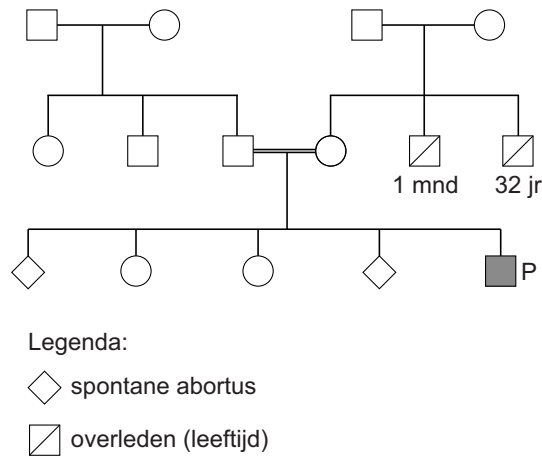 1 mnd 32 jr
P
Legenda:
spontane abortus
overleden (leeftijd)